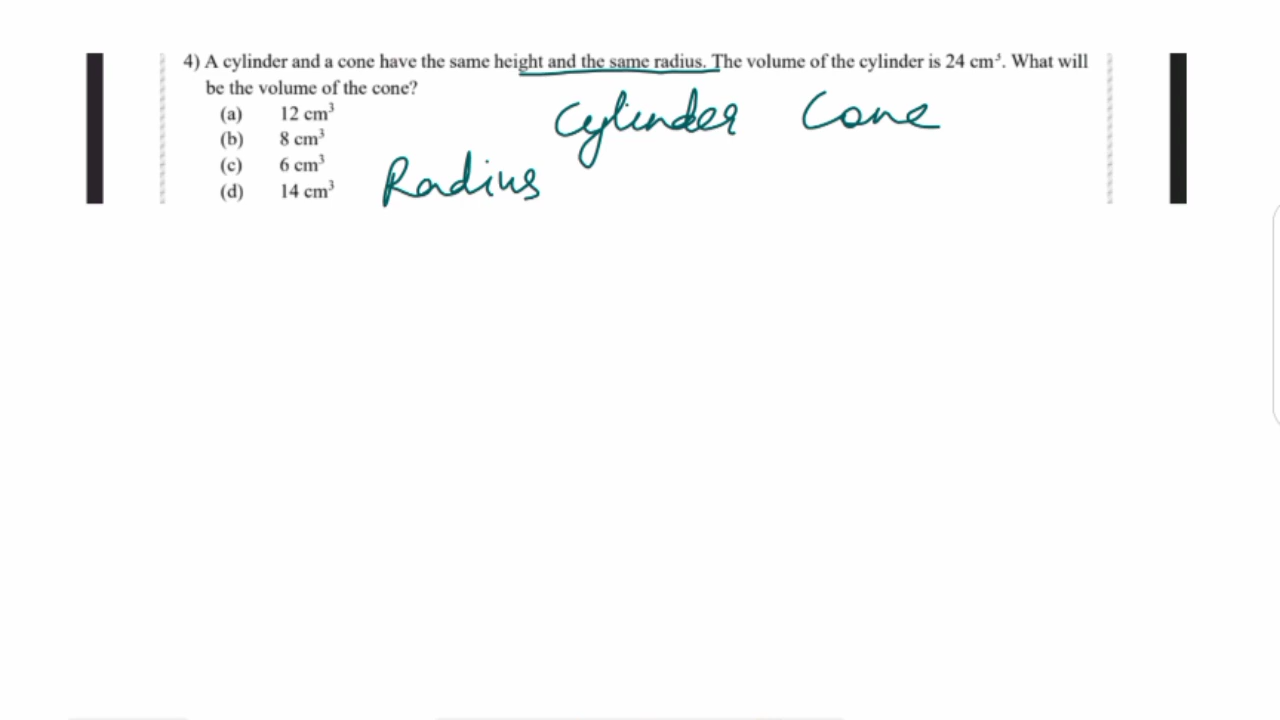 4) A cylinder and a cone have the same height and the same radius. The volume of the cylinder is 24 cm³. What will
be the volume of the cone?
(a) 12 cm³
(b) 8 cm³
(c) 6 cm³
(d) 14 cm³
Cylinder Cone
Radius